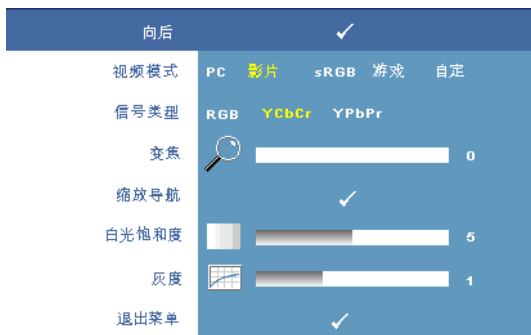 向后
视频模式 PC 影片 sRGB 游戏 自定
信号类型 RGB YCbCr YPbPr
变焦 0
缩放导航
白光饱和度 5
灰度 1
退出菜单